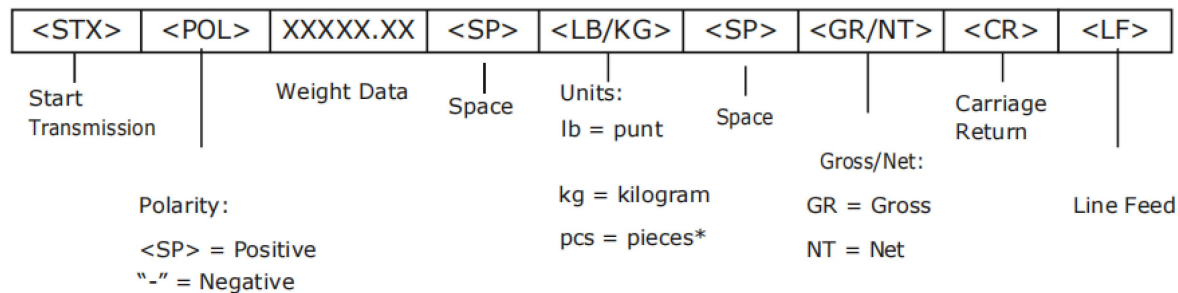 <STX> <POL> XXXXX.XX <SP> <LB/KG> <SP> <GR/NT> <CR> <LF>
Start
Transmission
Weight Data
Space
Units:
lb = punt
kg = kilogram
pcs = pieces*
Space
Gross/Net:
GR = Gross
NT = Net
Carriage
Return
Line Feed
Polarity:
<SP> = Positive
“-” = Negative